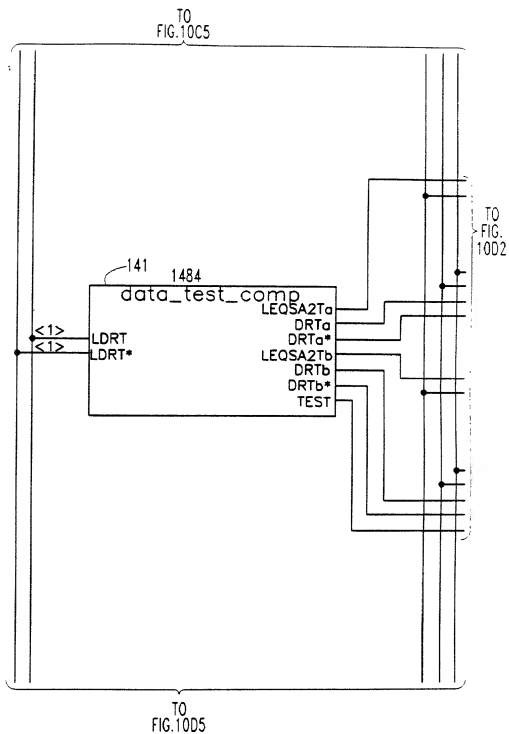 TO
FIG.10C5
TO
FIG.
10D2
141
1484
data_test_comp
<1>
LDRT
<1>
LDRT*
LEQSA2Ta
DRTa
DRTa*
LEQSA2Tb
DRTb
DRTb*
TEST
TO
FIG.10D5